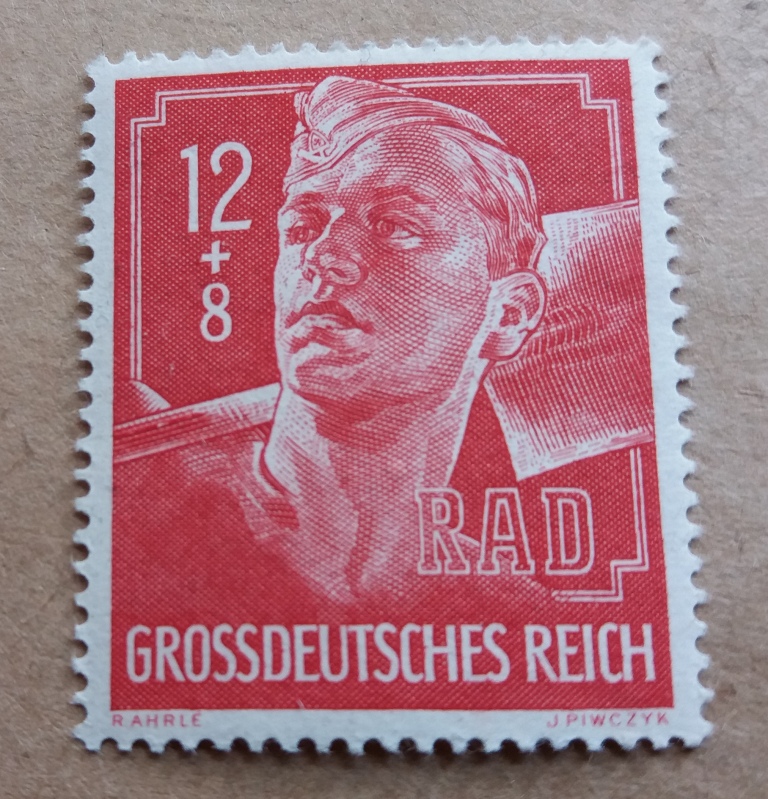 12
+
8
RAD
GROSSDEUTSCHES REICH
R AHRLÉ
J. PIWCZYK